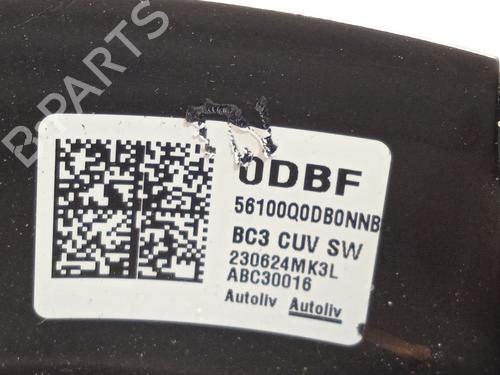 B-PARTS
0DBF
56100Q0DB0NNB
BC3 CUV SW
230624MK3L
ABC30016
Autoliv Autoliv